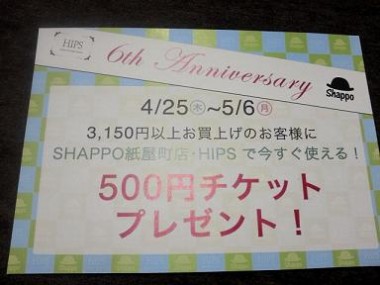 HIPS
6th Anniversary
Shappo
4/25㊍~5/6㊊
3,150円以上お買上げのお客様に
SHAPPO紙屋町店・HIPSで今すぐ使える!
500円チケット
プレゼント!